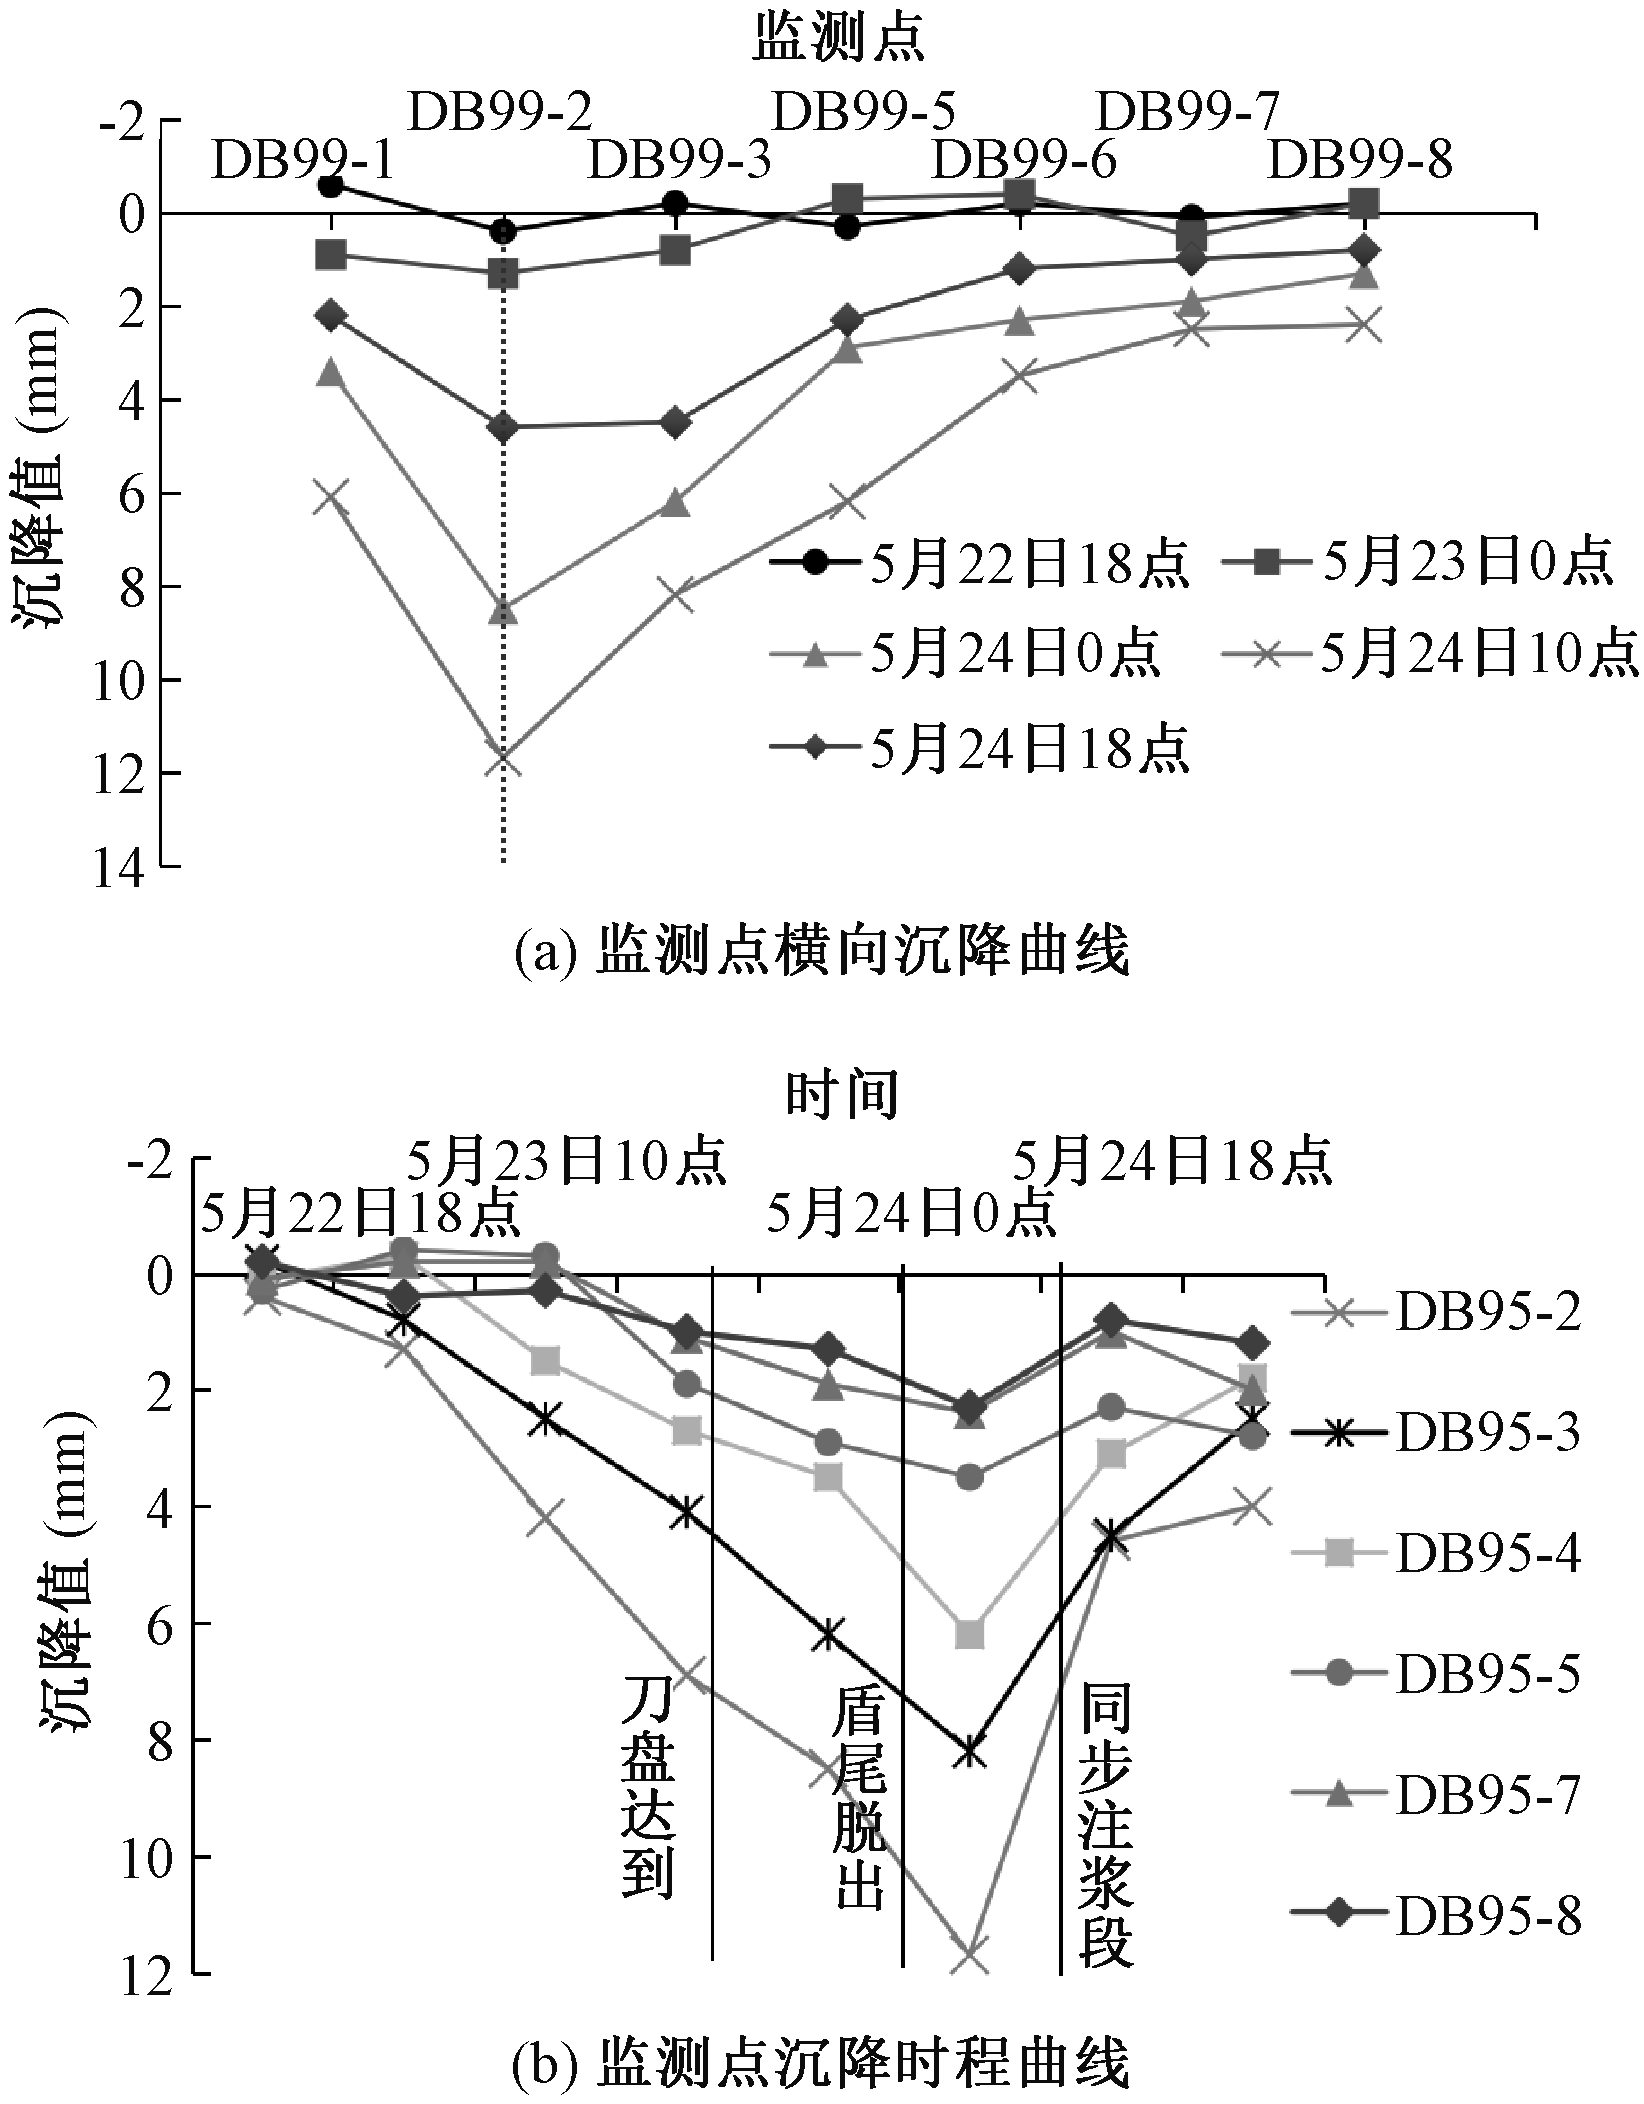 监测点
DB99-2 DB99-5 DB99-7
DB99-1 DB99-3 DB99-6 DB99-8
-2
0
2
4
6
8
10
12
14
沉降值 (mm)
5月22日18点 5月23日0点
5月24日0点 5月24日10点
5月24日18点
(a) 监测点横向沉降曲线
时间
5月23日10点 5月24日18点
5月22日18点 5月24日0点
-2
0
2
4
6
8
10
12
沉降值 (mm)
刀盘达到
盾尾脱出
同步注浆段
DB95-2
DB95-3
DB95-4
DB95-5
DB95-7
DB95-8
(b) 监测点沉降时程曲线